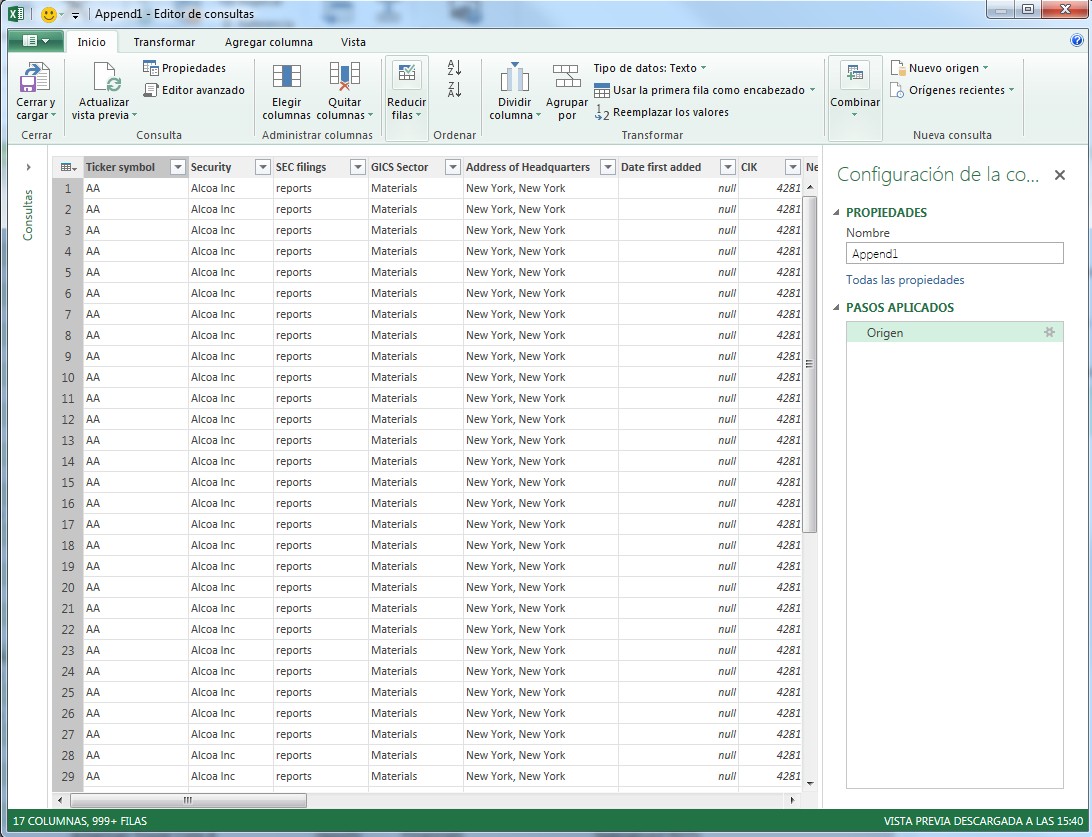 Append1 - Editor de consultas
Inicio Transformar Agregar columna Vista
Cerrar y cargar
Cerrar
Actualizar vista previa
Propiedades
Editor avanzado
Consulta
Elegir columnas
Quitar columnas
Administrar columnas
Reducir filas
Ordenar
Dividir columna
Agrupar por
Tipo de datos: Texto
Usar la primera fila como encabezado
Reemplazar los valores
Transformar
Combinar
Nuevo origen
Orígenes recientes
Nueva consulta
Consultas
Ticker symbol Security SEC filings GICS Sector Address of Headquarters Date first added CIK Ne
1 AA Alcoa Inc reports Materials New York, New York null 4281
2 AA Alcoa Inc reports Materials New York, New York null 4281
3 AA Alcoa Inc reports Materials New York, New York null 4281
4 AA Alcoa Inc reports Materials New York, New York null 4281
5 AA Alcoa Inc reports Materials New York, New York null 4281
6 AA Alcoa Inc reports Materials New York, New York null 4281
7 AA Alcoa Inc reports Materials New York, New York null 4281
8 AA Alcoa Inc reports Materials New York, New York null 4281
9 AA Alcoa Inc reports Materials New York, New York null 4281
10 AA Alcoa Inc reports Materials New York, New York null 4281
11 AA Alcoa Inc reports Materials New York, New York null 4281
12 AA Alcoa Inc reports Materials New York, New York null 4281
13 AA Alcoa Inc reports Materials New York, New York null 4281
14 AA Alcoa Inc reports Materials New York, New York null 4281
15 AA Alcoa Inc reports Materials New York, New York null 4281
16 AA Alcoa Inc reports Materials New York, New York null 4281
17 AA Alcoa Inc reports Materials New York, New York null 4281
18 AA Alcoa Inc reports Materials New York, New York null 4281
19 AA Alcoa Inc reports Materials New York, New York null 4281
20 AA Alcoa Inc reports Materials New York, New York null 4281
21 AA Alcoa Inc reports Materials New York, New York null 4281
22 AA Alcoa Inc reports Materials New York, New York null 4281
23 AA Alcoa Inc reports Materials New York, New York null 4281
24 AA Alcoa Inc reports Materials New York, New York null 4281
25 AA Alcoa Inc reports Materials New York, New York null 4281
26 AA Alcoa Inc reports Materials New York, New York null 4281
27 AA Alcoa Inc reports Materials New York, New York null 4281
28 AA Alcoa Inc reports Materials New York, New York null 4281
29 AA Alcoa Inc reports Materials New York, New York null 4281
Configuración de la co...
PROPIEDADES
Nombre
Append1
Todas las propiedades
PASOS APLICADOS
Origen
17 COLUMNAS, 999+ FILAS
VISTA PREVIA DESCARGADA A LAS 15:40